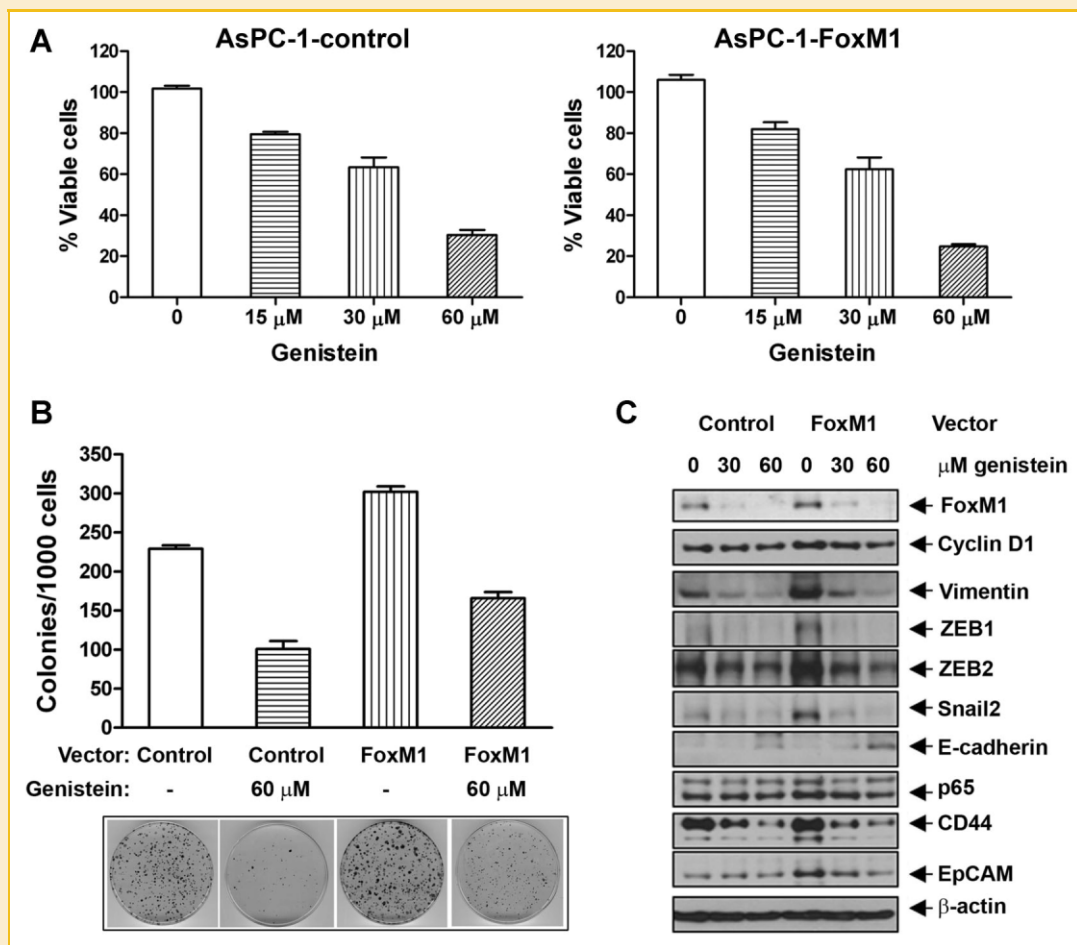 A
AsPC-1-control
AsPC-1-FoxM1
% Viable cells
120
100
80
60
40
20
0
0 15 μM 30 μM 60 μM
Genistein
% Viable cells
120
100
80
60
40
20
0
0 15 μM 30 μM 60 μM
Genistein
B
Colonies/1000 cells
350
300
250
200
150
100
50
0
Vector: Control Control FoxM1 FoxM1
Genistein: - 60 μM - 60 μM
C
Control FoxM1 Vector
0 30 60 0 30 60 μM genistein
FoxM1
Cyclin D1
Vimentin
ZEB1
ZEB2
Snail2
E-cadherin
p65
CD44
EpCAM
β-actin